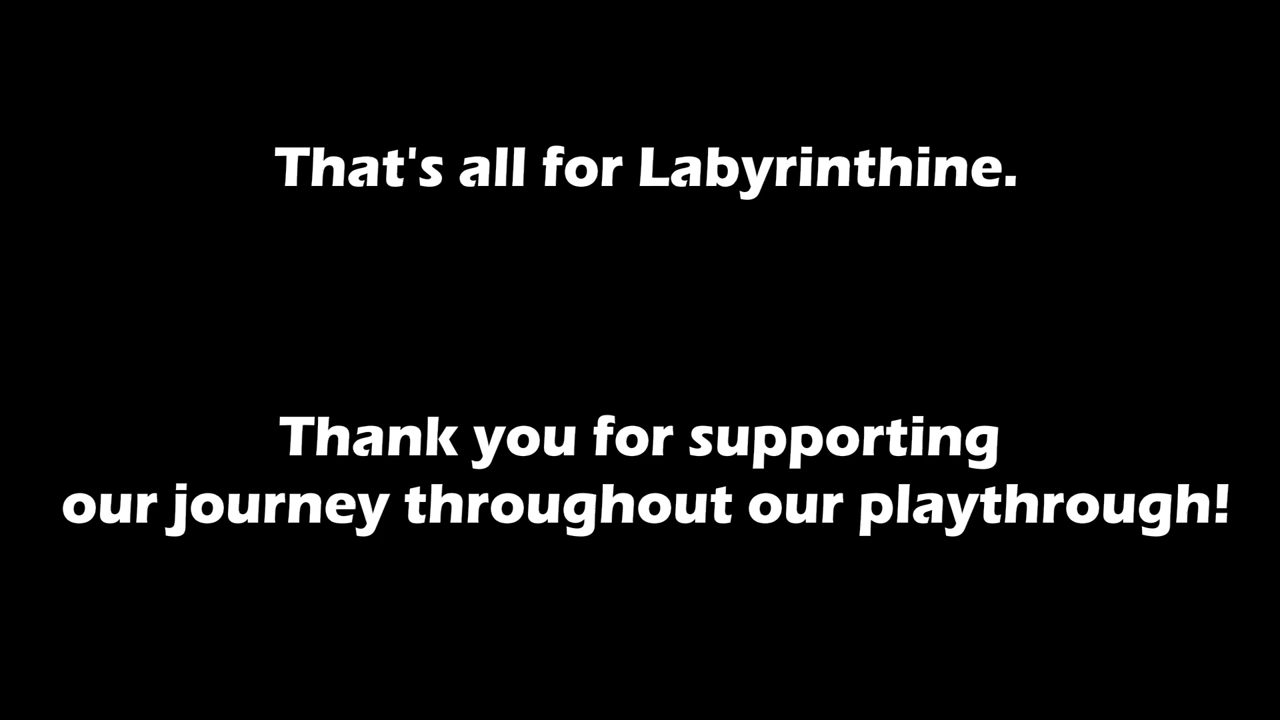 That's all for Labyrinthine.
Thank you for supporting
our journey throughout our playthrough!